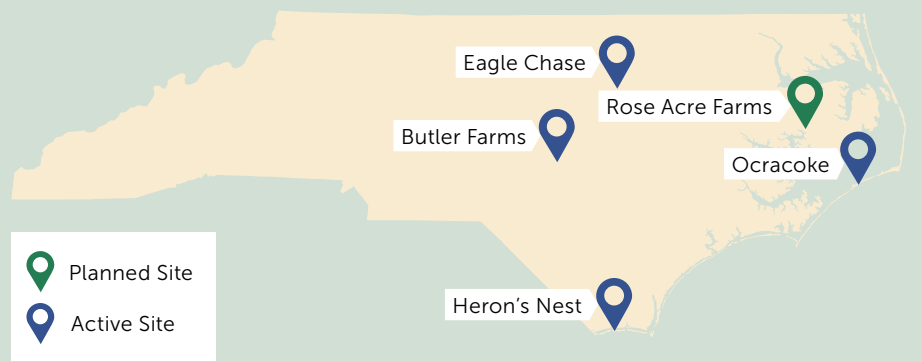 Eagle Chase
Rose Acre Farms
Butler Farms
Ocracoke
Planned Site
Heron’s Nest
Active Site